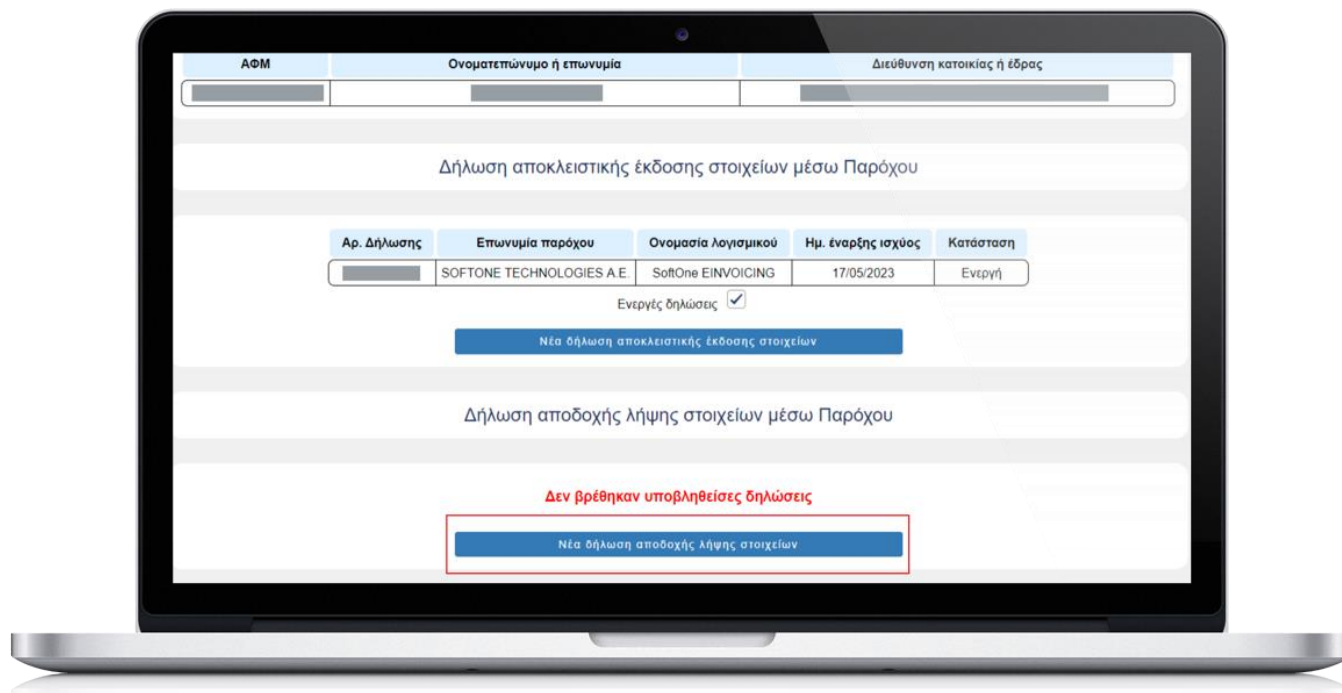 ΑΦΜ Ονοματεπώνυμο ή επωνυμία Διεύθυνση κατοικίας ή έδρας
Δήλωση αποκλειστικής έκδοσης στοιχείων μέσω Παρόχου
Αρ. Δήλωσης Επωνυμία παρόχου Ονομασία λογισμικού Ημ. έναρξης ισχύος Κατάσταση
SOFTONE TECHNOLOGIES A.E. SoftOne EINVOICING 17/05/2023 Ενεργή
Ενεργές δηλώσεις
Νέα δήλωση αποκλειστικής έκδοσης στοιχείων
Δήλωση αποδοχής λήψης στοιχείων μέσω Παρόχου
Δεν βρέθηκαν υποβληθείσες δηλώσεις
Νέα δήλωση αποδοχής λήψης στοιχείων